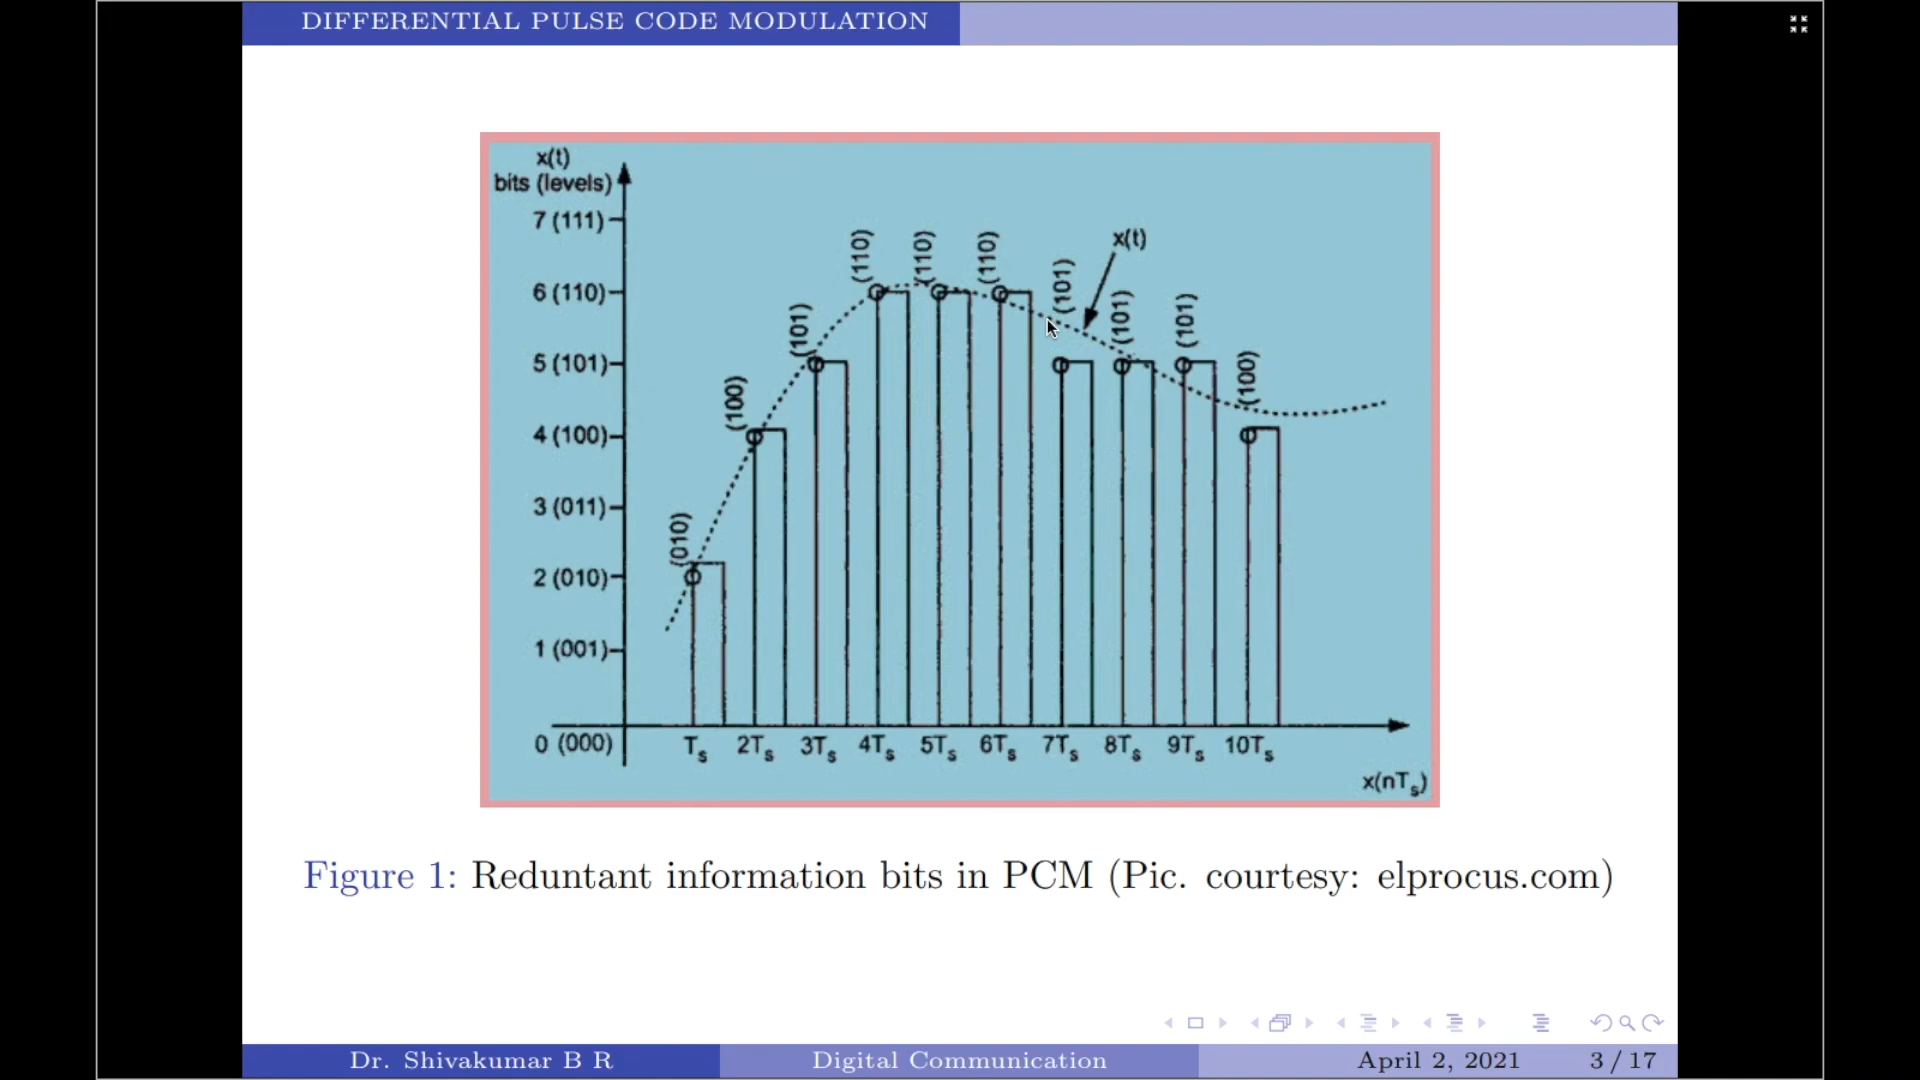 DIFFERENTIAL PULSE CODE MODULATION
x(t)
bits (levels)
7 (111)
6 (110)
5 (101)
4 (100)
3 (011)
2 (010)
1 (001)
0 (000)
(010)
(100)
(101)
(110)
(110)
(110)
(101)
(101)
(101)
(100)
x(t)
Ts 2Ts 3Ts 4Ts 5Ts 6Ts 7Ts 8Ts 9Ts 10Ts
x(nTs)
Figure 1: Reduntant information bits in PCM (Pic. courtesy: elprocus.com)
Dr. Shivakumar B R Digital Communication April 2, 2021 3 / 17